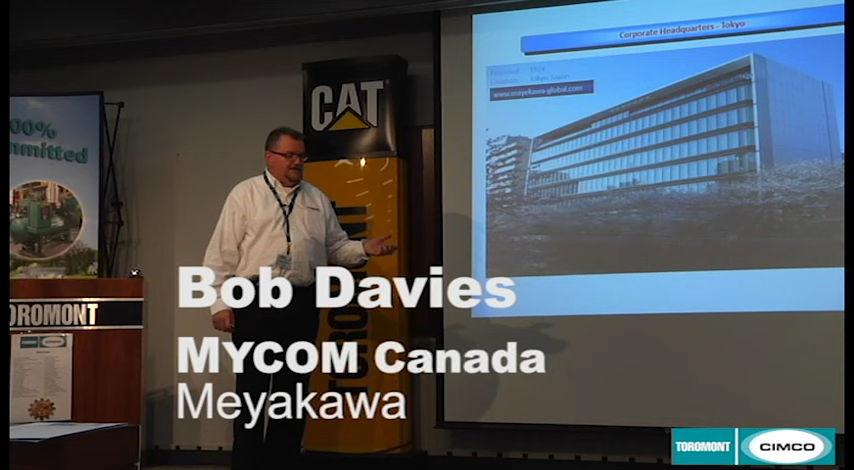 Corporate Headquarters - Tokyo
www.mayekawa-global.com
CAT
00%
mmitted
TOROMONT
TOROMONT
Bob Davies
MYCOM Canada
Meyakawa
TOROMONT CIMCO